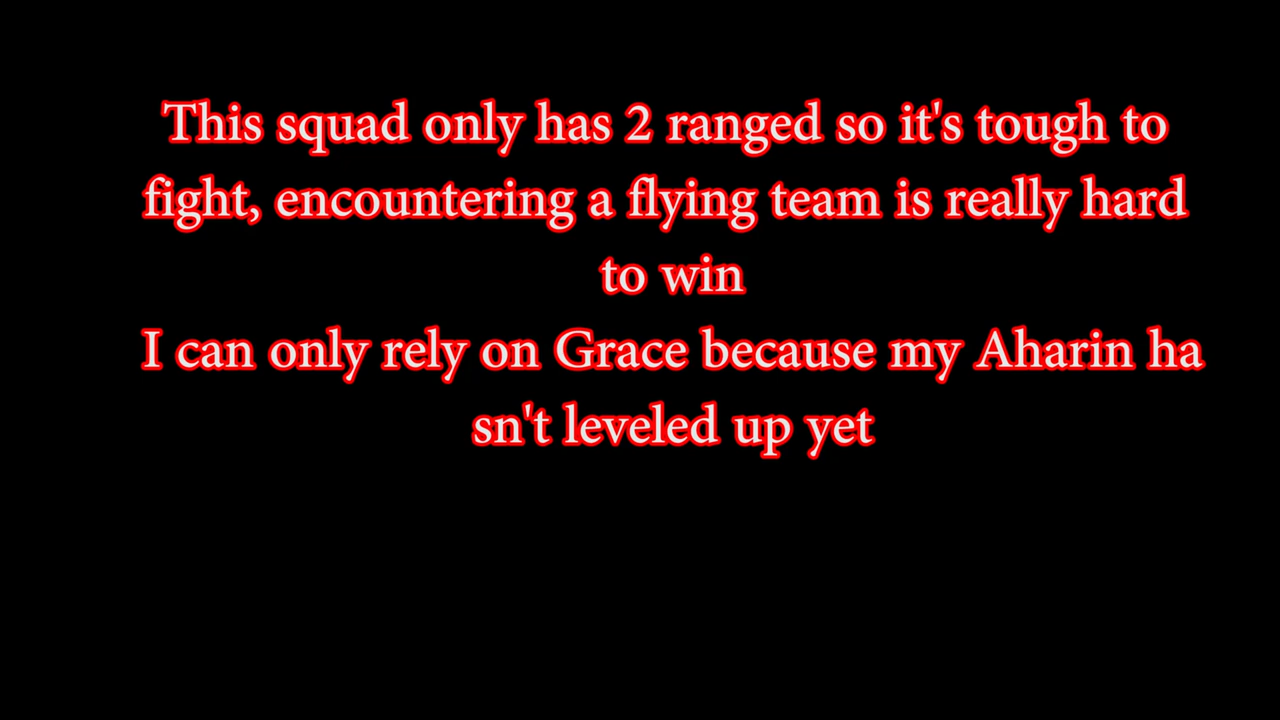 This squad only has 2 ranged so it's tough to
fight, encountering a flying team is really hard
to win
I can only rely on Grace because my Aharin ha
sn't leveled up yet